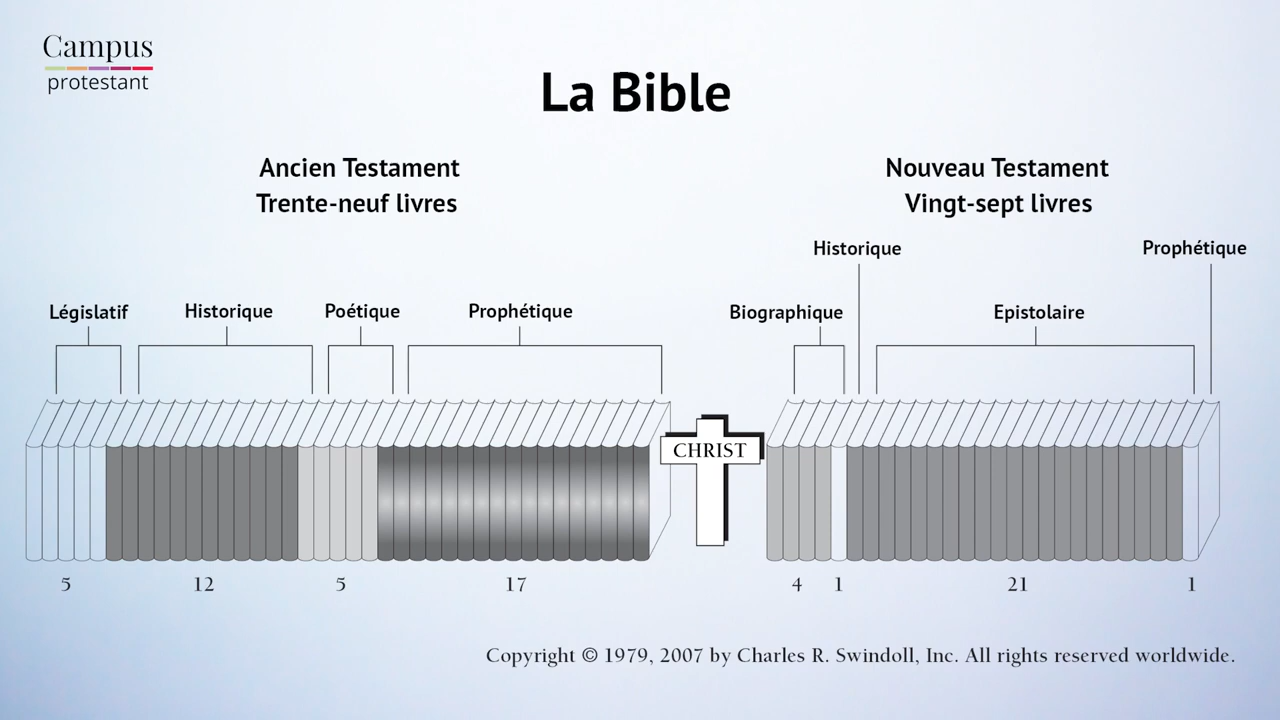 Campus
protestant
La Bible
Ancien Testament
Trente-neuf livres
Nouveau Testament
Vingt-sept livres
Historique
Prophétique
Législatif
Historique
Poétique
Prophétique
Biographique
Epistolaire
CHRIST
5
12
5
17
4
1
21
1
Copyright © 1979, 2007 by Charles R. Swindoll, Inc. All rights reserved worldwide.